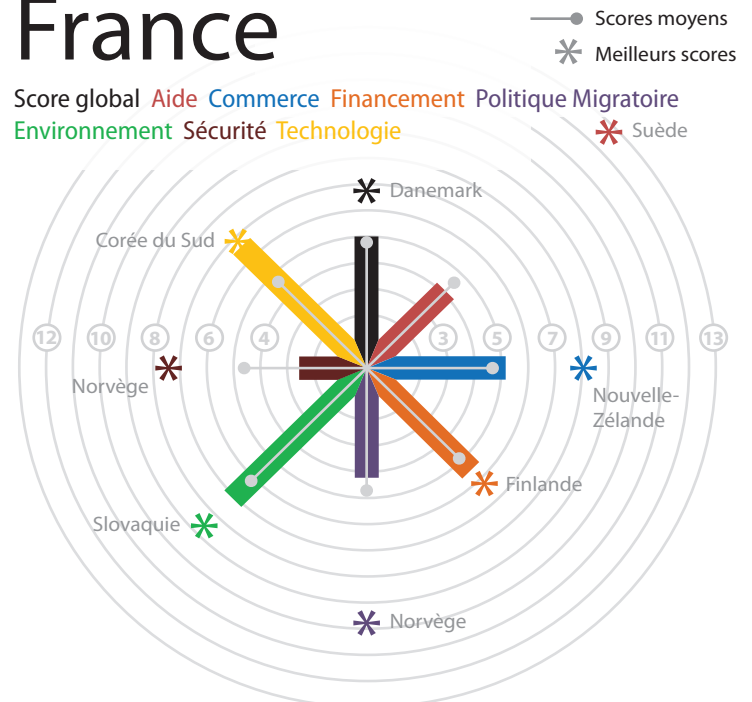 France
Scores moyens
Meilleurs scores
Score global Aide Commerce Financement Politique Migratoire
Environnement Sécurité Technologie
Suède
Danemark
Corée du Sud
12 10 8 6 4 3 5 7 9 11 13
Norvège
Nouvelle-
Zélande
Finlande
Slovaquie
Norvège